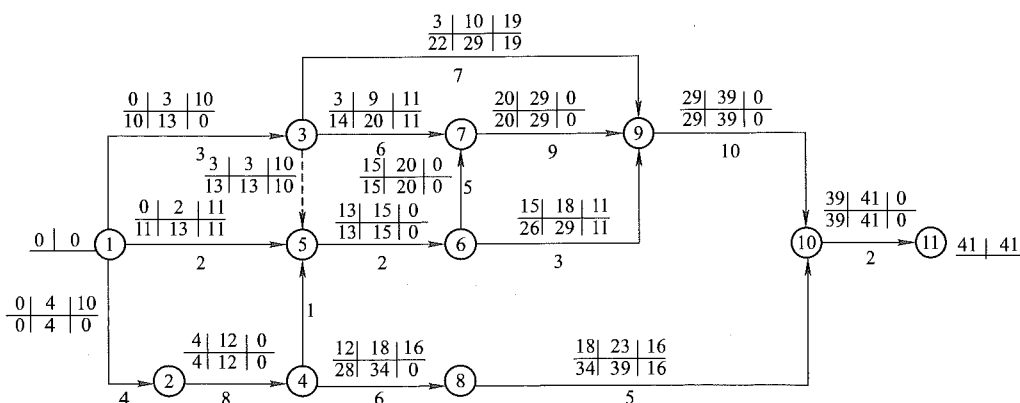 3 | 10 | 19
22 | 29 | 19
7
0 | 3 | 10
10 | 13 | 0
3
3 | 9 | 11
14 | 20 | 11
6
20 | 29 | 0
20 | 29 | 0
9
29 | 39 | 0
29 | 39 | 0
10
3
7
9
3 | 3 | 10
13 | 13 | 10
15 | 20 | 0
15 | 20 | 0
5
0 | 2 | 11
11 | 13 | 11
2
13 | 15 | 0
13 | 15 | 0
2
15 | 18 | 11
26 | 29 | 11
3
39 | 41 | 0
39 | 41 | 0
2
0 | 0
1
5
6
10
11
41 | 41
0 | 4 | 10
0 | 4 | 0
4
1
4 | 12 | 0
4 | 12 | 0
8
12 | 18 | 16
28 | 34 | 0
6
18 | 23 | 16
34 | 39 | 16
5
2
4
8